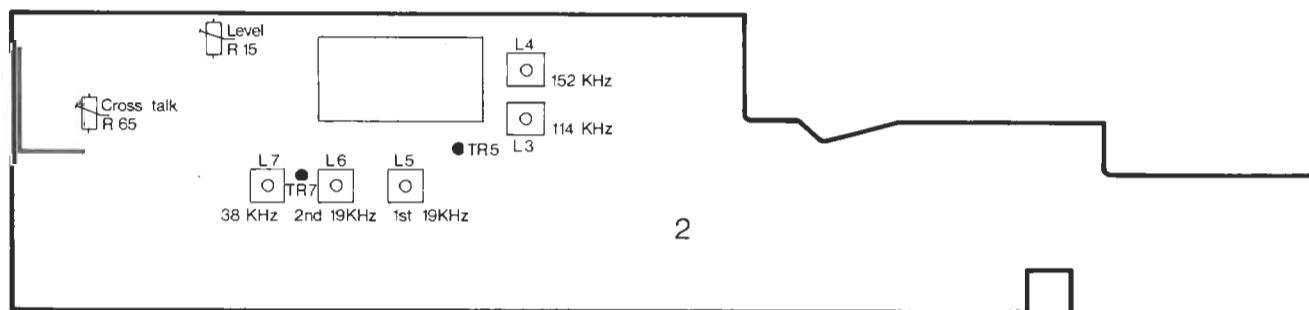 Level
R 15
L4
152 KHz
Cross talk
R 65
114 KHz
L3
TR5
L7
L6
L5
TR7
38 KHz
2nd 19KHz
1st 19KHz
2